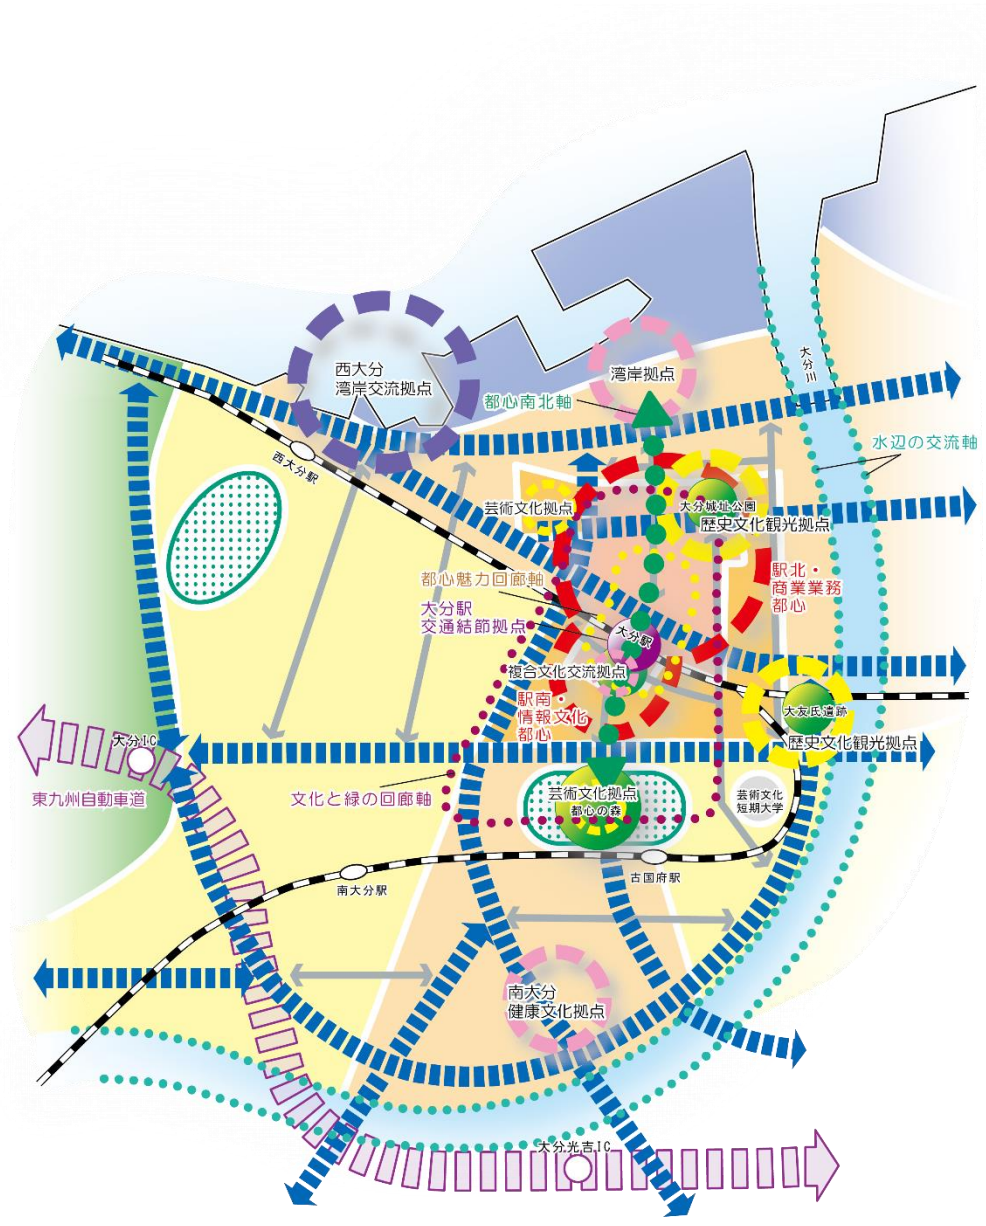 大分川
西大分
湾岸交流拠点
湾岸拠点
都心南北軸
水辺の交流軸
西大分駅
芸術文化拠点
大分城址公園
歴史文化観光拠点
都心魅力回廊軸
駅北・
商業業務
都心
大分駅
交通結節拠点
大分駅
複合文化交流拠点
駅南・
情報文化
都心
大友氏遺跡
歴史文化観光拠点
大分IC
東九州自動車道
文化と緑の回廊軸
芸術文化拠点
都心の森
芸術文化
短期大学
南大分駅
古国府駅
南大分
健康文化拠点
大分光吉IC